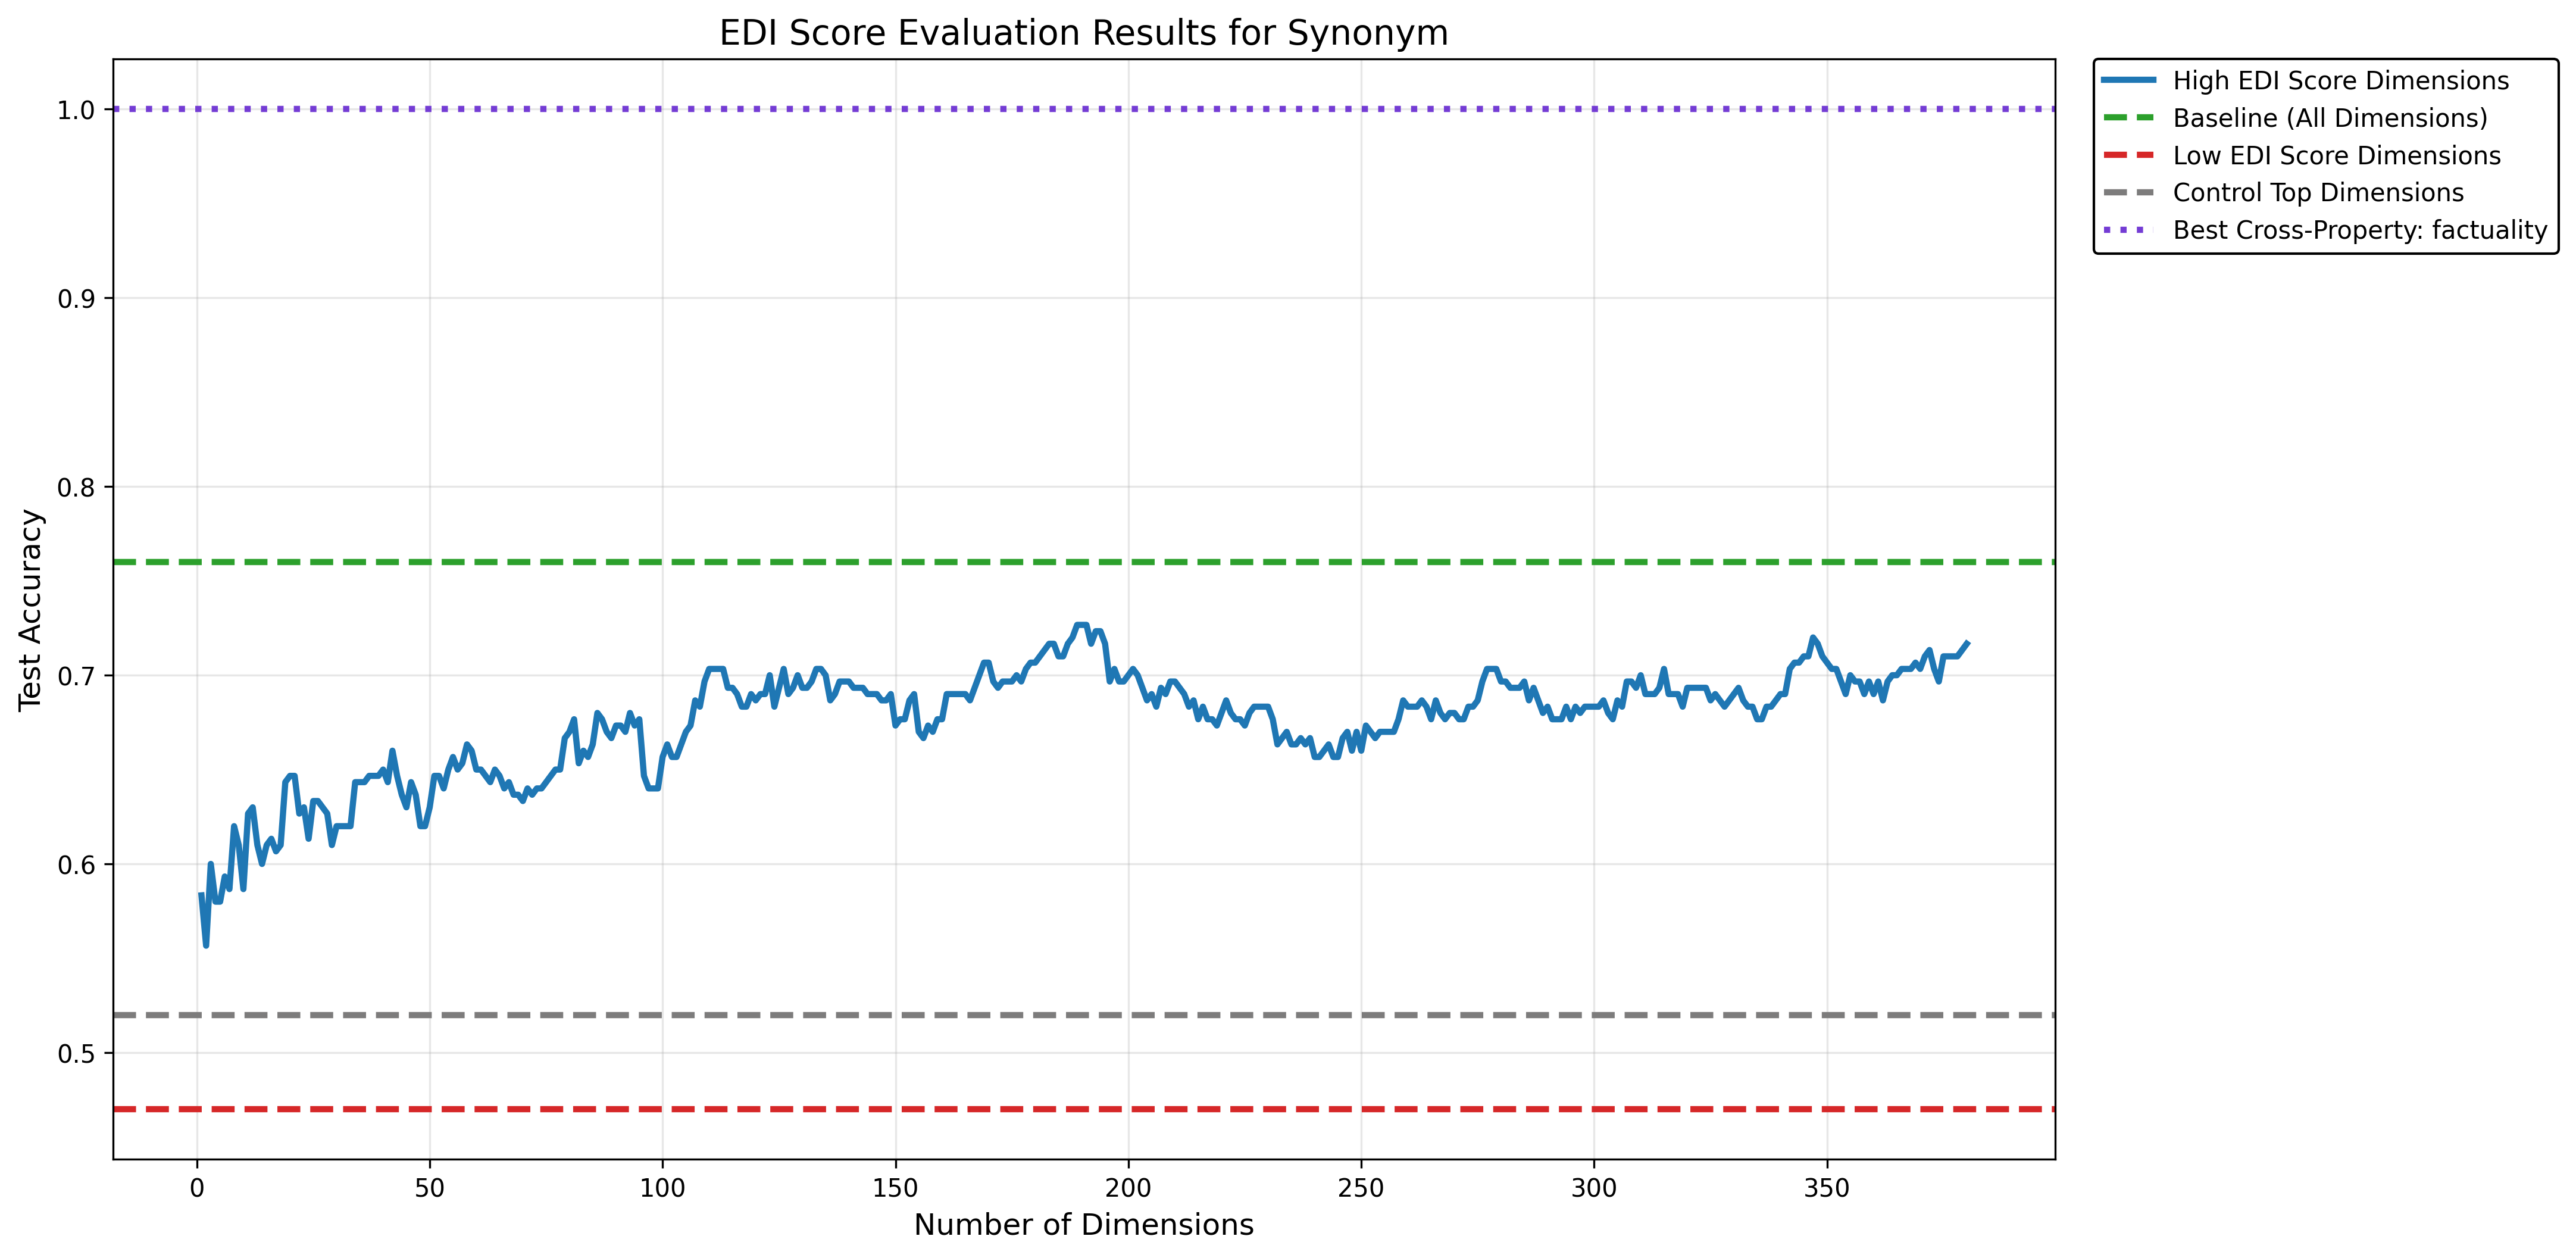 EDI Score Evaluation Results for Synonym
High EDI Score Dimensions
Baseline (All Dimensions)
Low EDI Score Dimensions
Control Top Dimensions
Best Cross-Property: factuality
Test Accuracy
1.0
0.9
0.8
0.7
0.6
0.5
0 50 100 150 200 250 300 350
Number of Dimensions